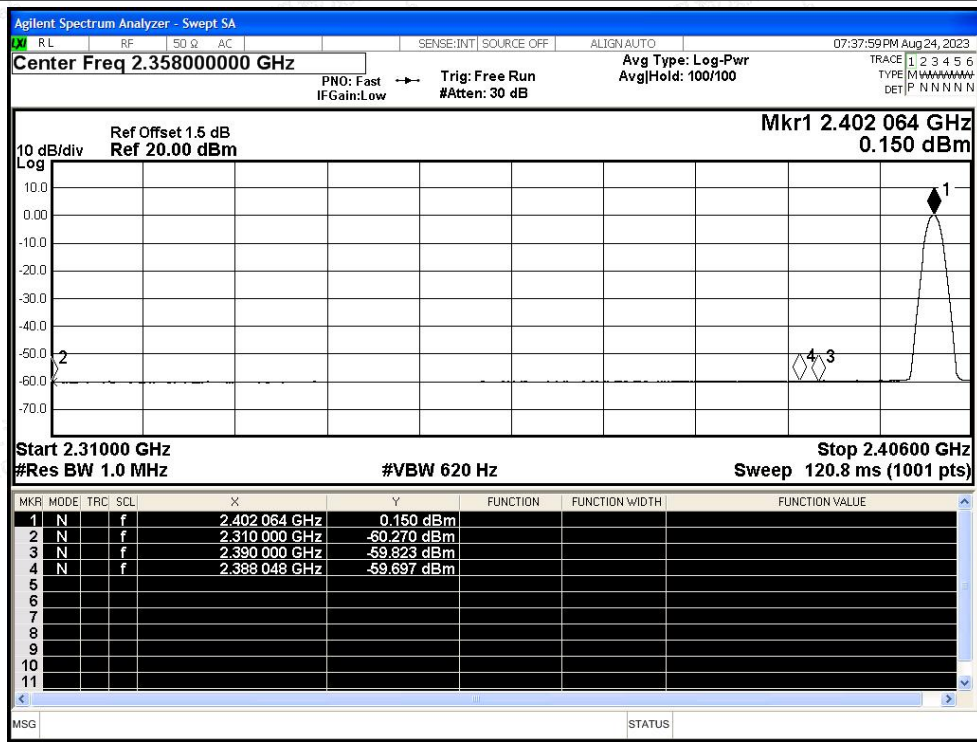 Agilent Spectrum Analyzer - Swept SA
LXI RL RF 50 Ω AC SENSE:INT SOURCE OFF ALIGN AUTO 07:37:59 PM Aug 24, 2023
Center Freq 2.358000000 GHz
PNO: Fast
IFGain:Low
Trig: Free Run
#Atten: 30 dB
Avg Type: Log-Pwr
Avg|Hold: 100/100
TRACE 1 2 3 4 5 6
TYPE M WWWWW
DET P N N N N N
Mkr1 2.402 064 GHz
0.150 dBm
Ref Offset 1.5 dB
10 dB/div Ref 20.00 dBm
Log
10.0
0.00
-10.0
-20.0
-30.0
-40.0
-50.0
-60.0
-70.0
1
2
4 3
Start 2.31000 GHz Stop 2.40600 GHz
#Res BW 1.0 MHz #VBW 620 Hz Sweep 120.8 ms (1001 pts)
MKR MODE TRC SCL X Y FUNCTION FUNCTION WIDTH FUNCTION VALUE
1 N f 2.402 064 GHz 0.150 dBm
2 N f 2.310 000 GHz -60.270 dBm
3 N f 2.390 000 GHz -59.823 dBm
4 N f 2.388 048 GHz -59.697 dBm
5
6
7
8
9
10
11
MSG STATUS